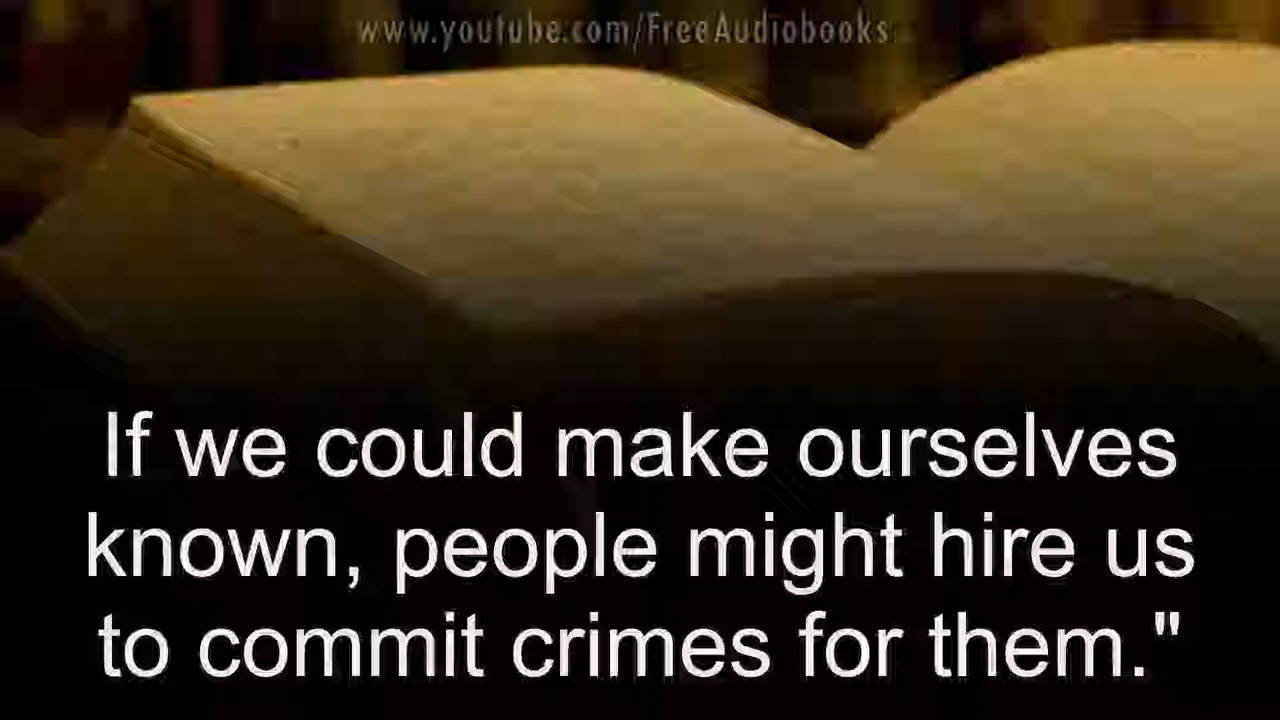 www.youtube.com/FreeAudiobooks
If we could make ourselves
known, people might hire us
to commit crimes for them."